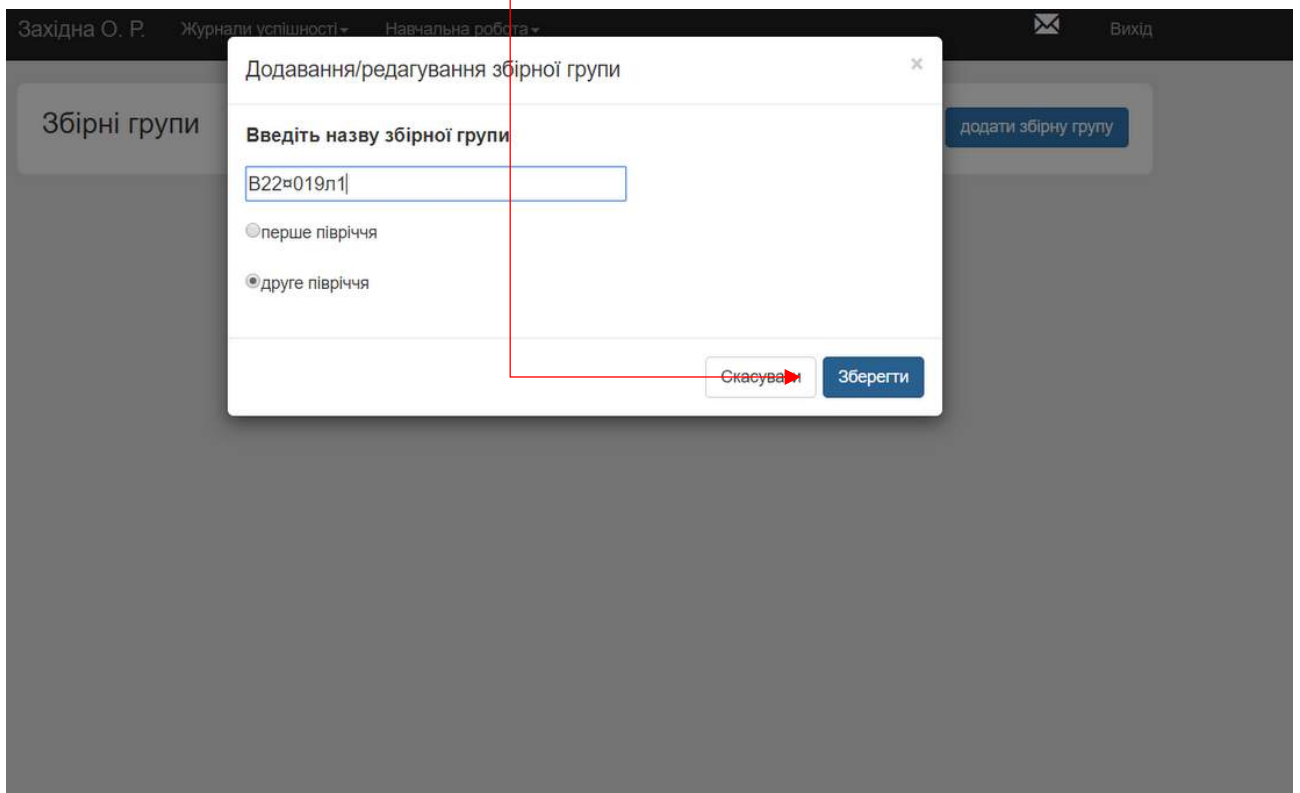 Західна О. Р. Журнали успішності Навчальна робота Вихід
Додавання/редагування збірної групи ×
Збірні групи
додати збірну групу
Введіть назву збірної групи
В22¤019л1
перше півріччя
друге півріччя
Скасувати Зберегти